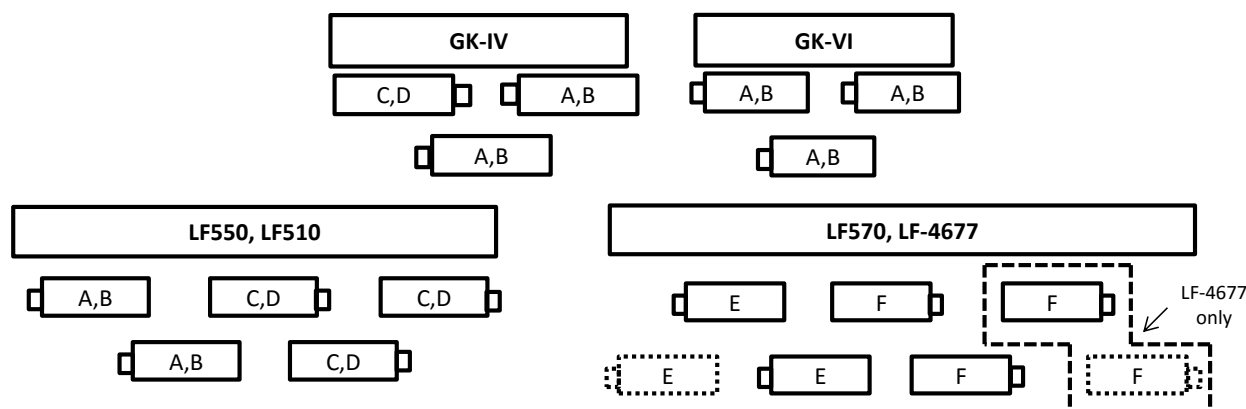 GK-IV
GK-VI
C,D
A,B
A,B
A,B
A,B
A,B
LF550, LF510
LF570, LF-4677
A,B
C,D
C,D
E
F
F
LF-4677
only
A,B
C,D
E
E
F
F